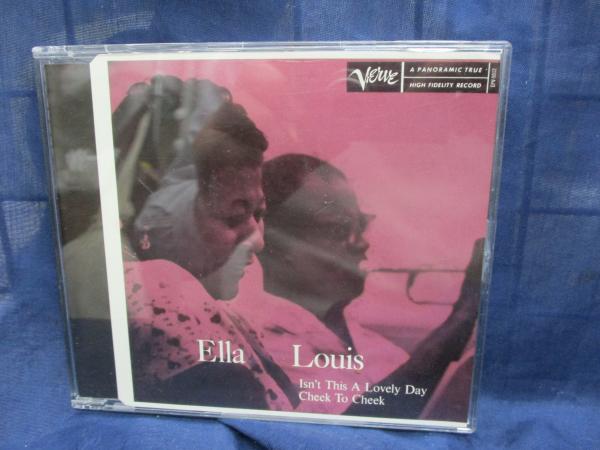 Verve
A PANORAMIC TRUE
HIGH FIDELITY RECORD
Ella Louis
Isn't This A Lovely Day
Cheek To Cheek